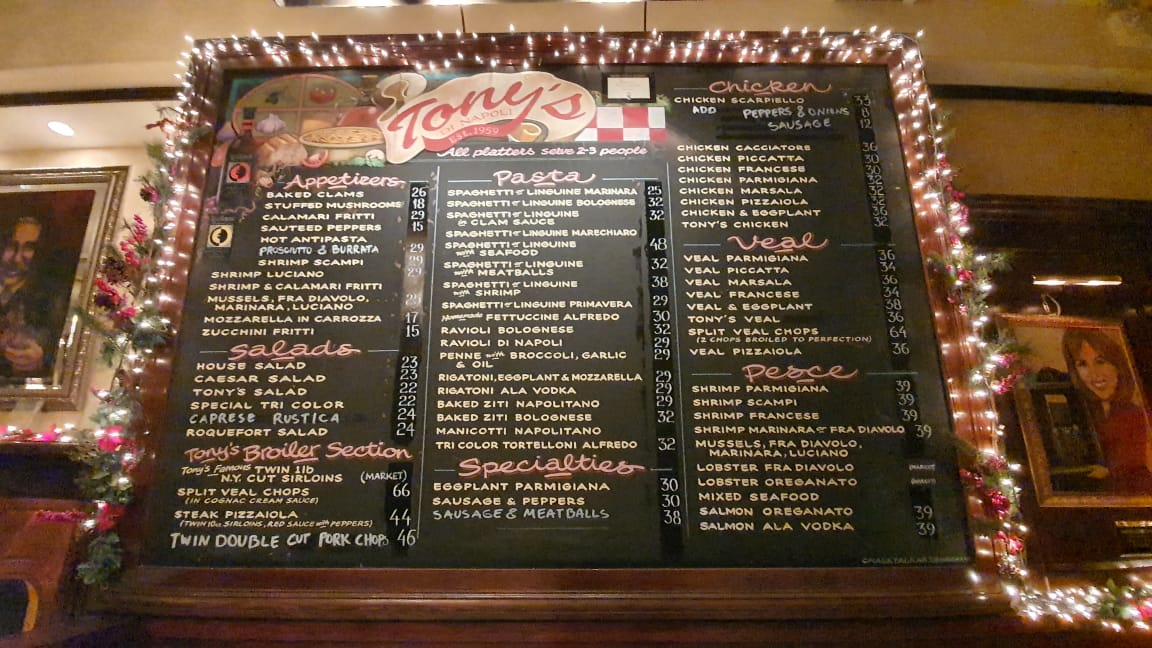 Tony's
DI NAPOLI
EST. 1959
All platters serve 2-3 people
Appetizers
BAKED CLAMS 26
STUFFED MUSHROOMS 18
CALAMARI FRITTI 29
SAUTEED PEPPERS 15
HOT ANTIPASTA
PROSCIUTTO & BURRATA 29
SHRIMP SCAMPI 29
SHRIMP LUCIANO 29
SHRIMP & CALAMARI FRITTI
MUSSELS, FRA DIAVOLO,
MARINARA, LUCIANO
MOZZARELLA IN CARROZZA 17
ZUCCHINI FRITTI 15
Salads
HOUSE SALAD 23
CAESAR SALAD 23
TONY'S SALAD 22
SPECIAL TRI COLOR 22
CAPRESE RUSTICA 24
ROQUEFORT SALAD 24
Tony's Broiler Section
Tony's Famous TWIN 1lb
N.Y. CUT SIRLOINS (MARKET)
SPLIT VEAL CHOPS 66
(IN COGNAC CREAM SAUCE)
STEAK PIZZAIOLA 44
(TWIN 10oz SIRLOINS, RED SAUCE with PEPPERS)
TWIN DOUBLE CUT PORK CHOPS 46
Pasta
SPAGHETTI or LINGUINE MARINARA 25
SPAGHETTI or LINGUINE BOLOGNESE 32
SPAGHETTI or LINGUINE 32
& CLAM SAUCE
SPAGHETTI or LINGUINE MARECHIARO
SPAGHETTI or LINGUINE 48
with SEAFOOD
SPAGHETTI or LINGUINE 32
with MEATBALLS
SPAGHETTI or LINGUINE 38
with SHRIMP
SPAGHETTI or LINGUINE PRIMAVERA 29
Homemade FETTUCCINE ALFREDO 30
RAVIOLI BOLOGNESE 32
RAVIOLI DI NAPOLI 29
PENNE with BROCCOLI, GARLIC 29
& OIL
RIGATONI, EGGPLANT & MOZZARELLA 29
RIGATONI ALA VODKA 29
BAKED ZITI NAPOLITANO 29
BAKED ZITI BOLOGNESE 32
MANICOTTI NAPOLITANO
TRI COLOR TORTELLONI ALFREDO 32
Specialties
EGGPLANT PARMIGIANA 30
SAUSAGE & PEPPERS 30
SAUSAGE & MEATBALLS 38
Chicken
CHICKEN SCARPIELLO 33
ADD PEPPERS & ONIONS 8
SAUSAGE 12
CHICKEN CACCIATORE 36
CHICKEN PICCATTA 30
CHICKEN FRANCESE 30
CHICKEN PARMIGIANA 32
CHICKEN MARSALA 32
CHICKEN PIZZAIOLA 32
CHICKEN & EGGPLANT 36
TONY'S CHICKEN 32
Veal
VEAL PARMIGIANA 36
VEAL PICCATTA 34
VEAL MARSALA 36
VEAL FRANCESE 34
VEAL & EGGPLANT 38
TONY'S VEAL 36
SPLIT VEAL CHOPS 64
(2 CHOPS BROILED TO PERFECTION)
VEAL PIZZAIOLA 36
Pesce
SHRIMP PARMIGIANA 39
SHRIMP SCAMPI 39
SHRIMP FRANCESE 39
SHRIMP MARINARA or FRA DIAVOLO 39
MUSSELS, FRA DIAVOLO,
MARINARA, LUCIANO
LOBSTER FRA DIAVOLO (MARKET)
LOBSTER OREGANATO (MARKET)
MIXED SEAFOOD
SALMON OREGANATO 39
SALMON ALA VODKA 39